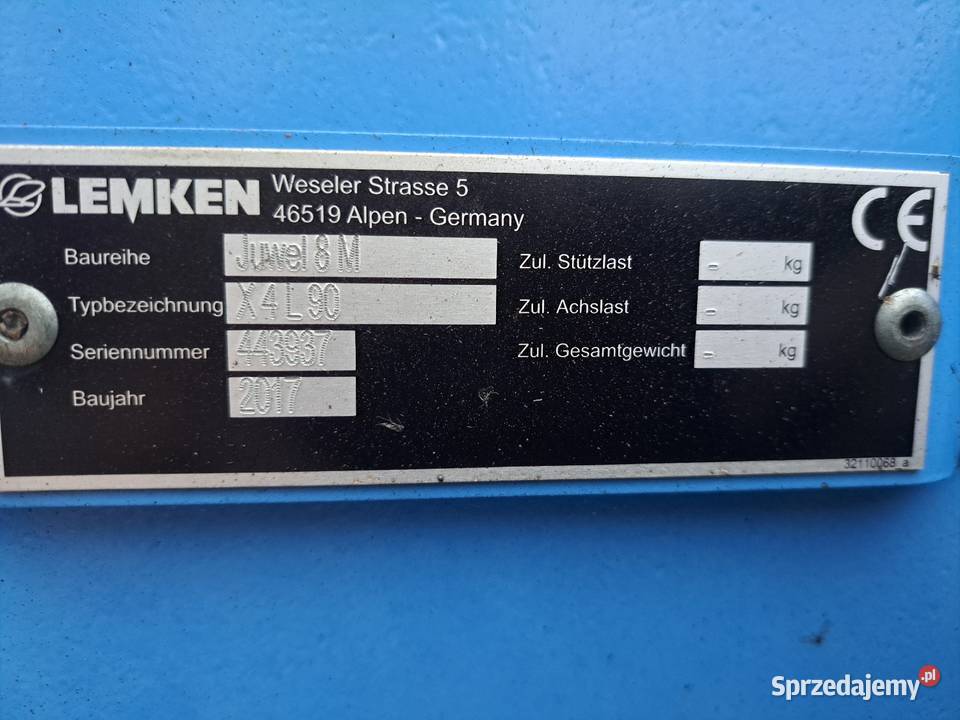 LEMKEN
Weseler Strasse 5
46519 Alpen - Germany
CE
Baureihe Juwel 8 M
Zul. Stützlast - kg
Typbezeichnung X 4 L 90
Zul. Achslast - kg
Seriennummer 443937
Zul. Gesamtgewicht - kg
Baujahr 2017
32110068 a
Sprzedajemy.pl